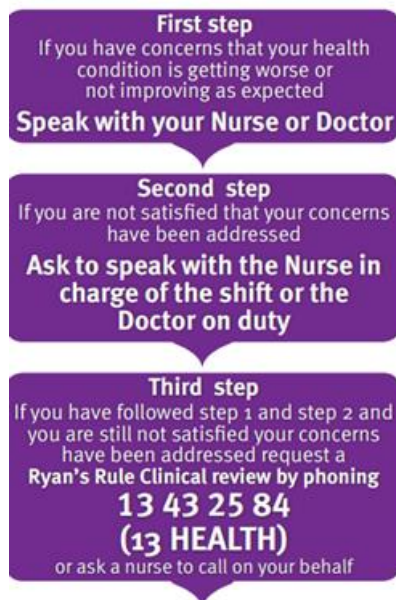 First step
If you have concerns that your health
condition is getting worse or
not improving as expected
Speak with your Nurse or Doctor
Second step
If you are not satisfied that your concerns
have been addressed
Ask to speak with the Nurse in
charge of the shift or the
Doctor on duty
Third step
If you have followed step 1 and step 2 and
you are still not satisfied your concerns
have been addressed request a
Ryan's Rule Clinical review by phoning
13 43 25 84
(13 HEALTH)
or ask a nurse to call on your behalf